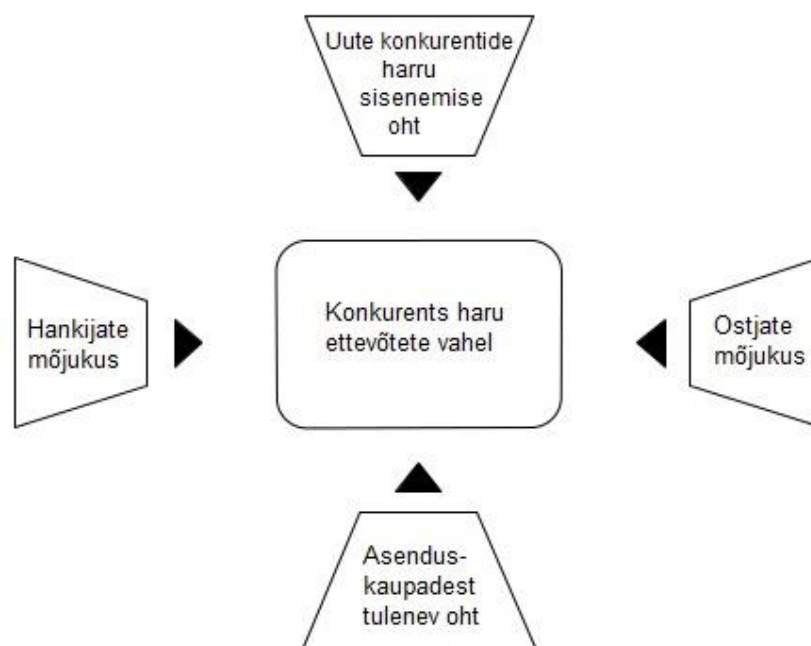 Uute konkurentide
harru
sisenemise
oht
Hankijate
mõjukus
Konkurents haru
ettevõtete vahel
Ostjate
mõjukus
Asendus-
kaupadest
tulenev oht